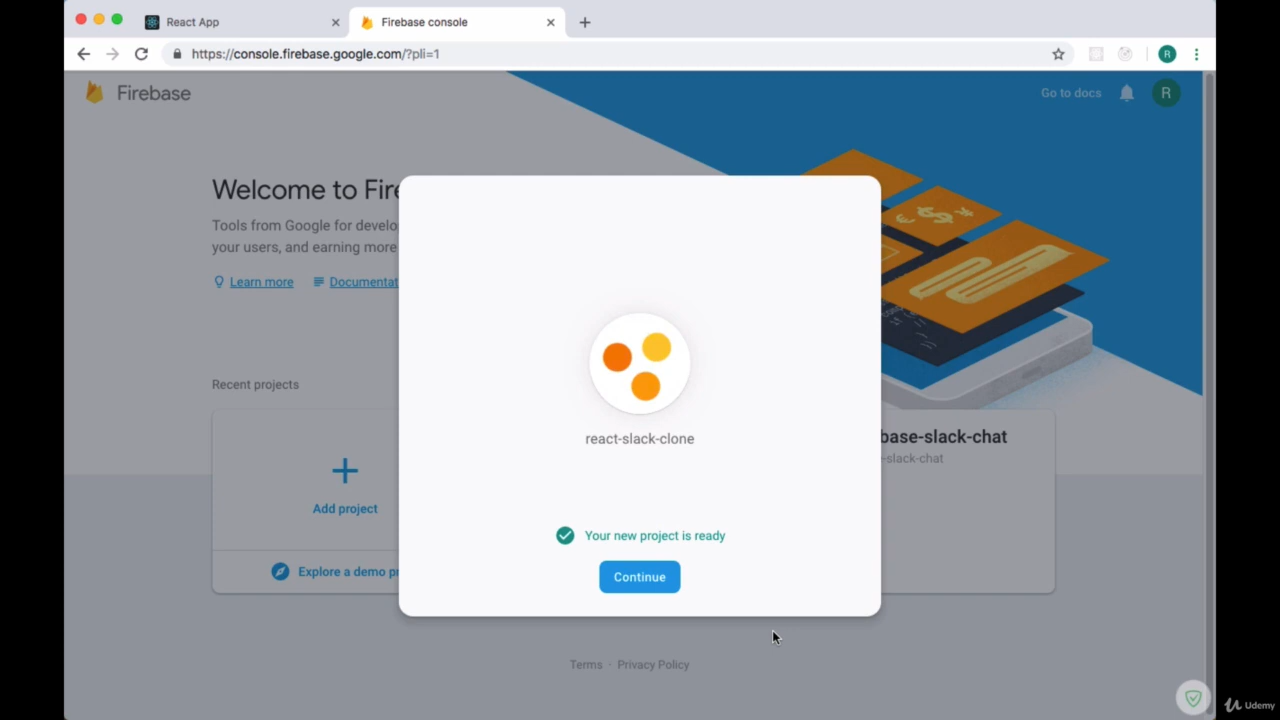 React App
Firebase console
https://console.firebase.google.com/?pli=1
R
Firebase
Go to docs
R
Welcome to Fire
Tools from Google for develo
your users, and earning more
Learn more
Documentat
Recent projects
Add project
Explore a demo pr
base-slack-chat
-slack-chat
react-slack-clone
Your new project is ready
Continue
Terms · Privacy Policy
Udemy